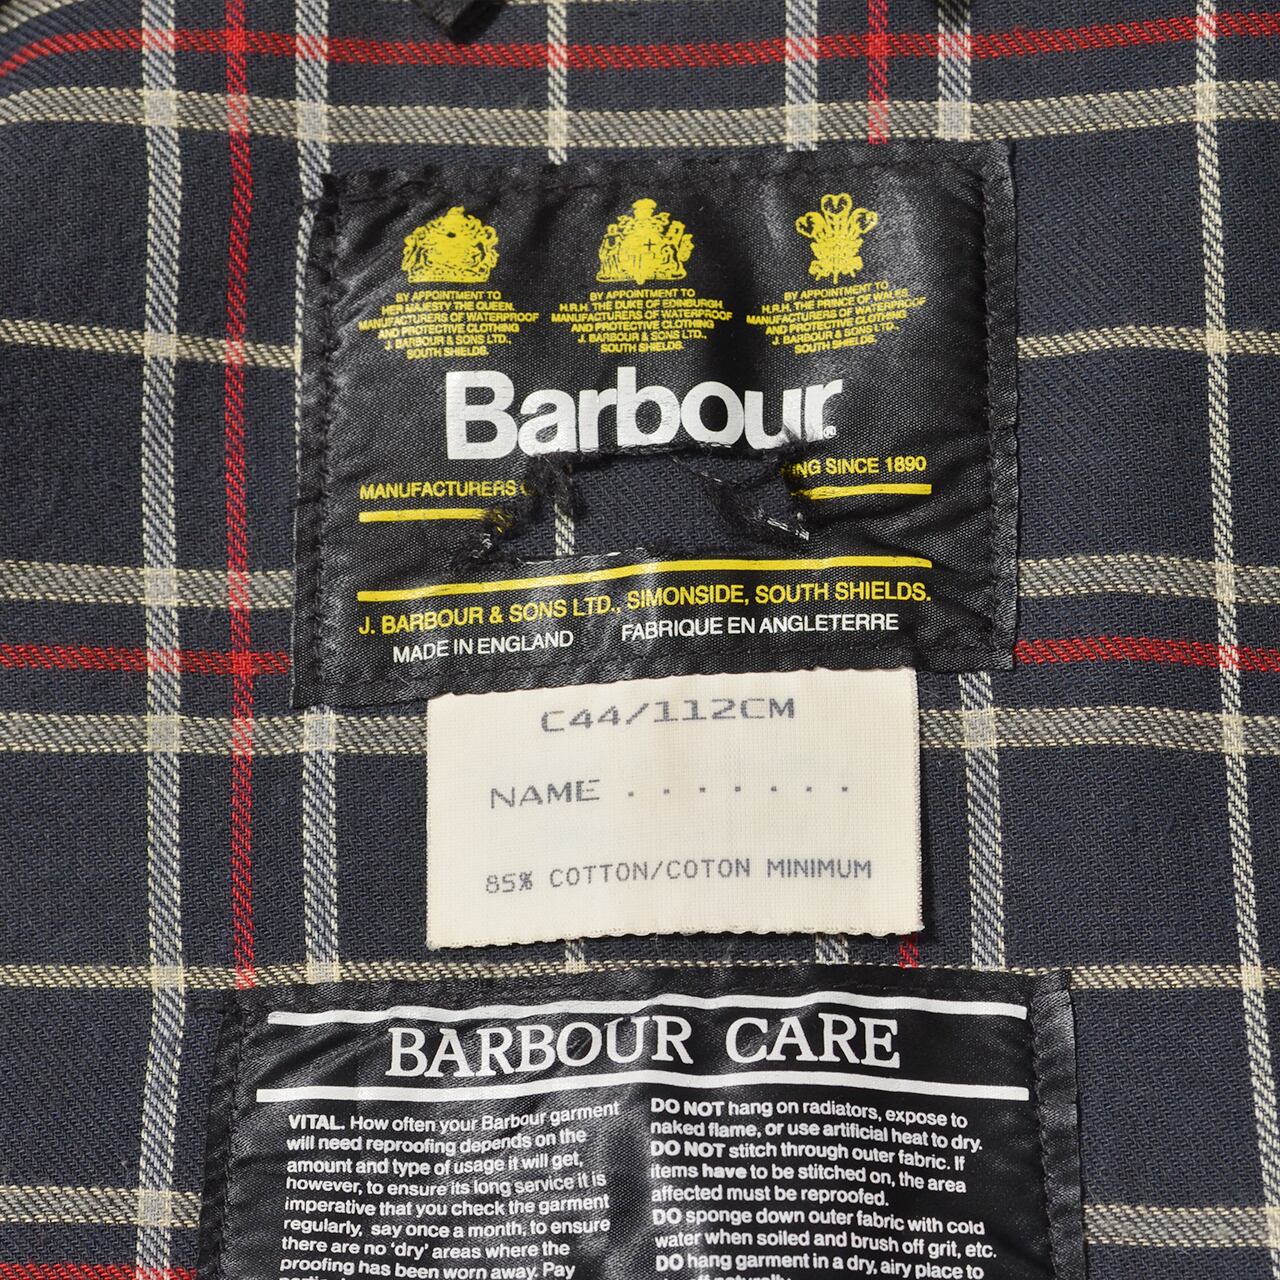 BY APPOINTMENT TO
HER MAJESTY THE QUEEN.
MANUFACTURERS OF WATERPROOF
AND PROTECTIVE CLOTHING
J. BARBOUR & SONS LTD.,
SOUTH SHIELDS.
BY APPOINTMENT TO
H.R.H. THE DUKE OF EDINBURGH
MANUFACTURERS OF WATERPROOF
AND PROTECTIVE CLOTHING
J. BARBOUR & SONS LTD.,
SOUTH SHIELDS.
BY APPOINTMENT TO
H.R.H. THE PRINCE OF WALES
MANUFACTURERS OF WATERPROOF
AND PROTECTIVE CLOTHING
J. BARBOUR & SONS LTD.,
SOUTH SHIELDS.
Barbour®
MANUFACTURERS SINCE 1890
J. BARBOUR & SONS LTD., SIMONSIDE, SOUTH SHIELDS.
MADE IN ENGLAND FABRIQUE EN ANGLETERRE
C44/112CM
NAME . . . . . . .
85% COTTON/COTON MINIMUM
BARBOUR CARE
VITAL. How often your Barbour garment
will need reproofing depends on the
amount and type of usage it will get,
however, to ensure its long service it is
imperative that you check the garment
regularly, say once a month, to ensure
there are no 'dry' areas where the
proofing has been worn away. Pay
DO NOT hang on radiators, expose to
naked flame, or use artificial heat to dry.
DO NOT stitch through outer fabric. If
items have to be stitched on, the area
affected must be reproofed.
DO sponge down outer fabric with cold
water when soiled and brush off grit, etc.
DO hang garment in a dry, airy place to